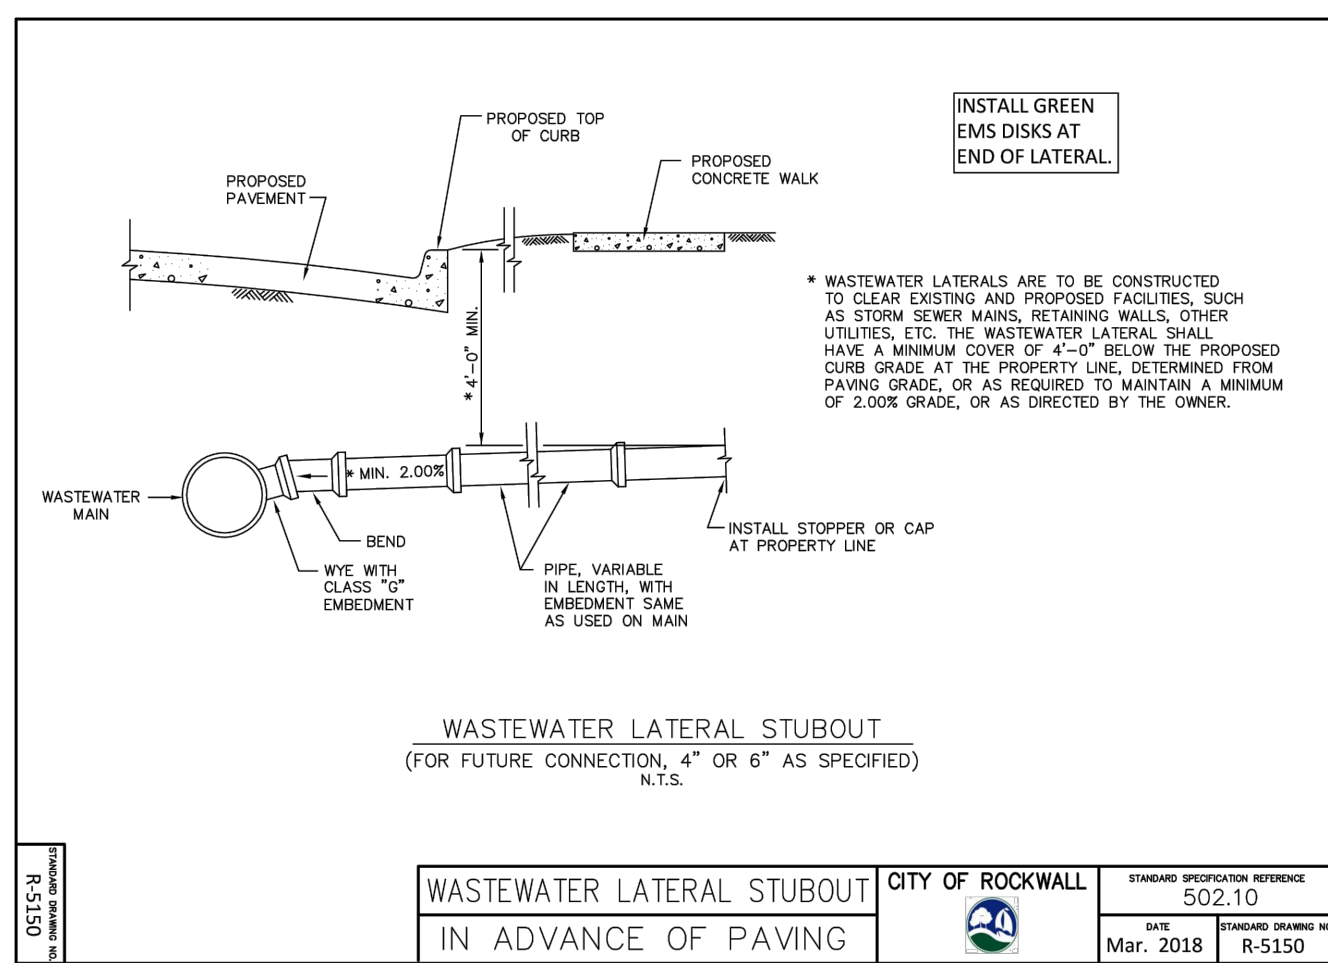 PROPOSED TOP
OF CURB
INSTALL GREEN
EMS DISKS AT
END OF LATERAL.
PROPOSED
CONCRETE WALK
PROPOSED
PAVEMENT
* WASTEWATER LATERALS ARE TO BE CONSTRUCTED
TO CLEAR EXISTING AND PROPOSED FACILITIES, SUCH
AS STORM SEWER MAINS, RETAINING WALLS, OTHER
UTILITIES, ETC. THE WASTEWATER LATERAL SHALL
HAVE A MINIMUM COVER OF 4'-0" BELOW THE PROPOSED
CURB GRADE AT THE PROPERTY LINE, DETERMINED FROM
PAVING GRADE, OR AS REQUIRED TO MAINTAIN A MINIMUM
OF 2.00% GRADE, OR AS DIRECTED BY THE OWNER.
* 4'-0" MIN.
* MIN. 2.00%
WASTEWATER
MAIN
BEND
WYE WITH
CLASS "G"
EMBEDMENT
PIPE, VARIABLE
IN LENGTH, WITH
EMBEDMENT SAME
AS USED ON MAIN
INSTALL STOPPER OR CAP
AT PROPERTY LINE
WASTEWATER LATERAL STUBOUT
(FOR FUTURE CONNECTION, 4" OR 6" AS SPECIFIED)
N.T.S.
STANDARD DRAWING NO.
R-5150
WASTEWATER LATERAL STUBOUT
IN ADVANCE OF PAVING
CITY OF ROCKWALL
STANDARD SPECIFICATION REFERENCE
502.10
DATE
Mar. 2018
STANDARD DRAWING NO
R-5150